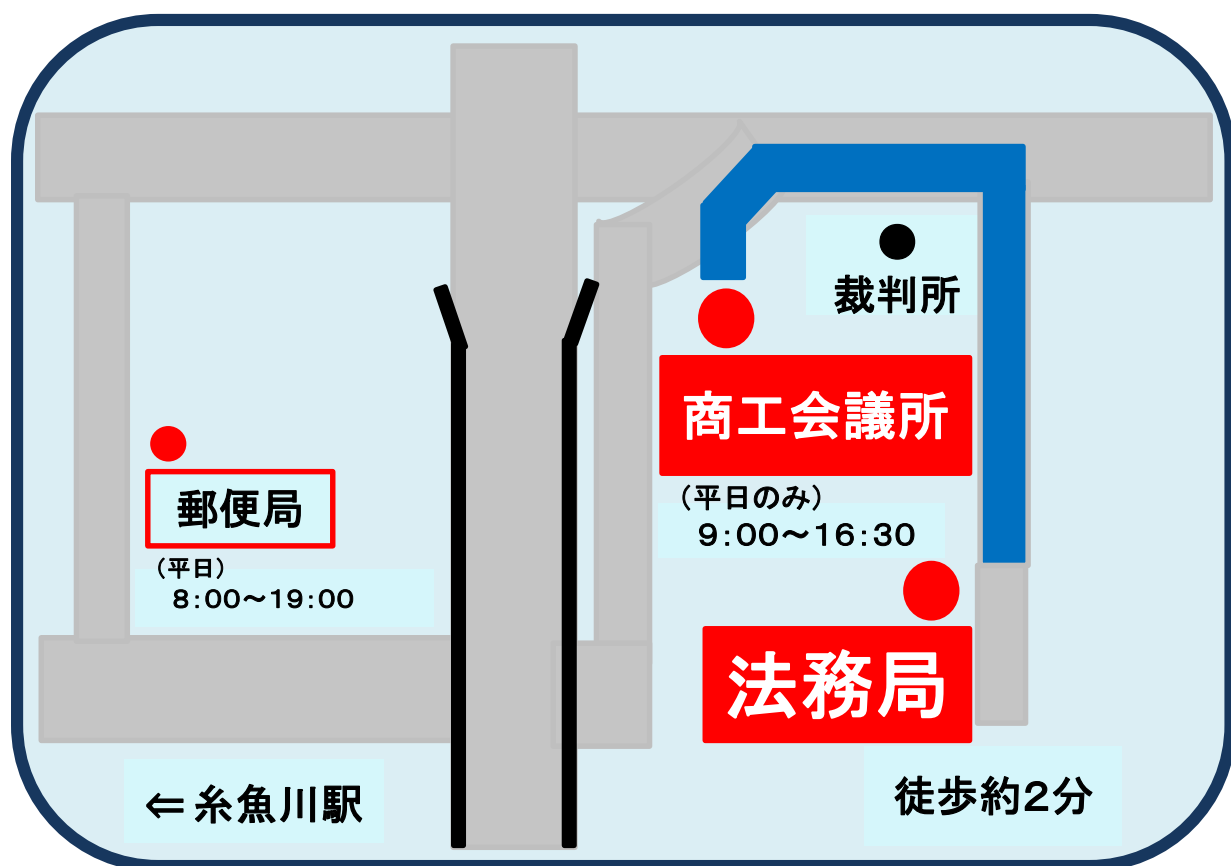 裁判所
商工会議所
(平日のみ)
9:00～16:30
郵便局
(平日)
8:00～19:00
法務局
⇐糸魚川駅
徒歩約2分